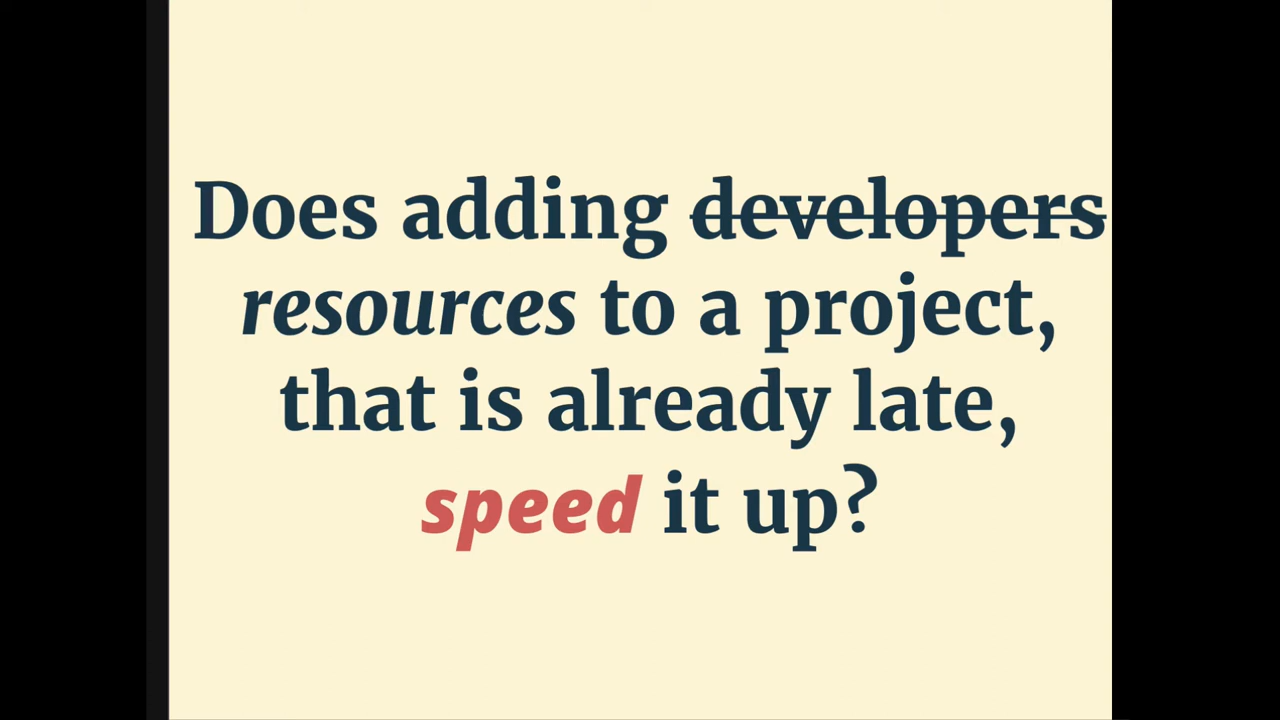 Does adding developers
resources to a project,
that is already late,
speed it up?